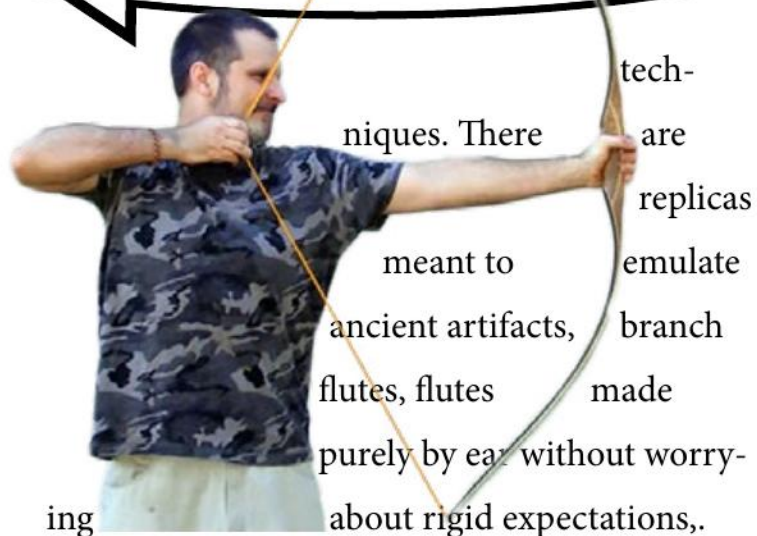 tech-
niques. There are
replicas
meant to emulate
ancient artifacts, branch
flutes, flutes made
purely by ear without worry-
ing about rigid expectations,.